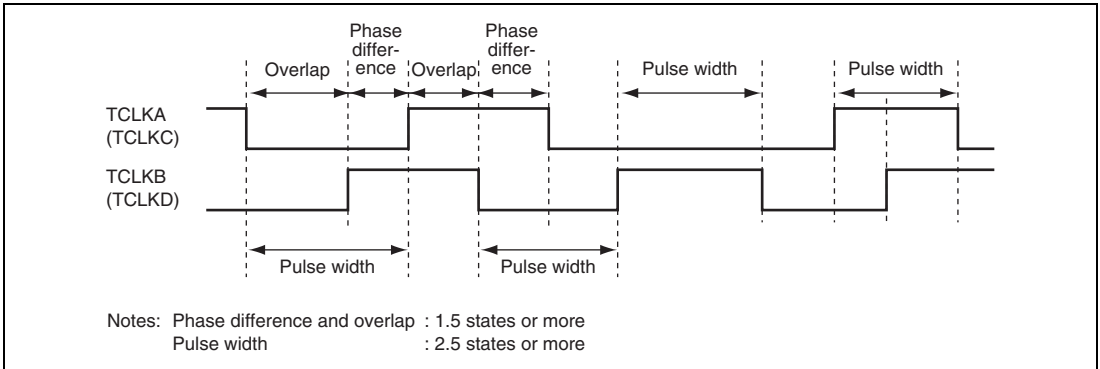 Phase
differ-
ence
Phase
differ-
ence
Overlap
Overlap
Pulse width
Pulse width
TCLKA
(TCLKC)
TCLKB
(TCLKD)
Pulse width
Pulse width
Notes: Phase difference and overlap : 1.5 states or more
Pulse width : 2.5 states or more